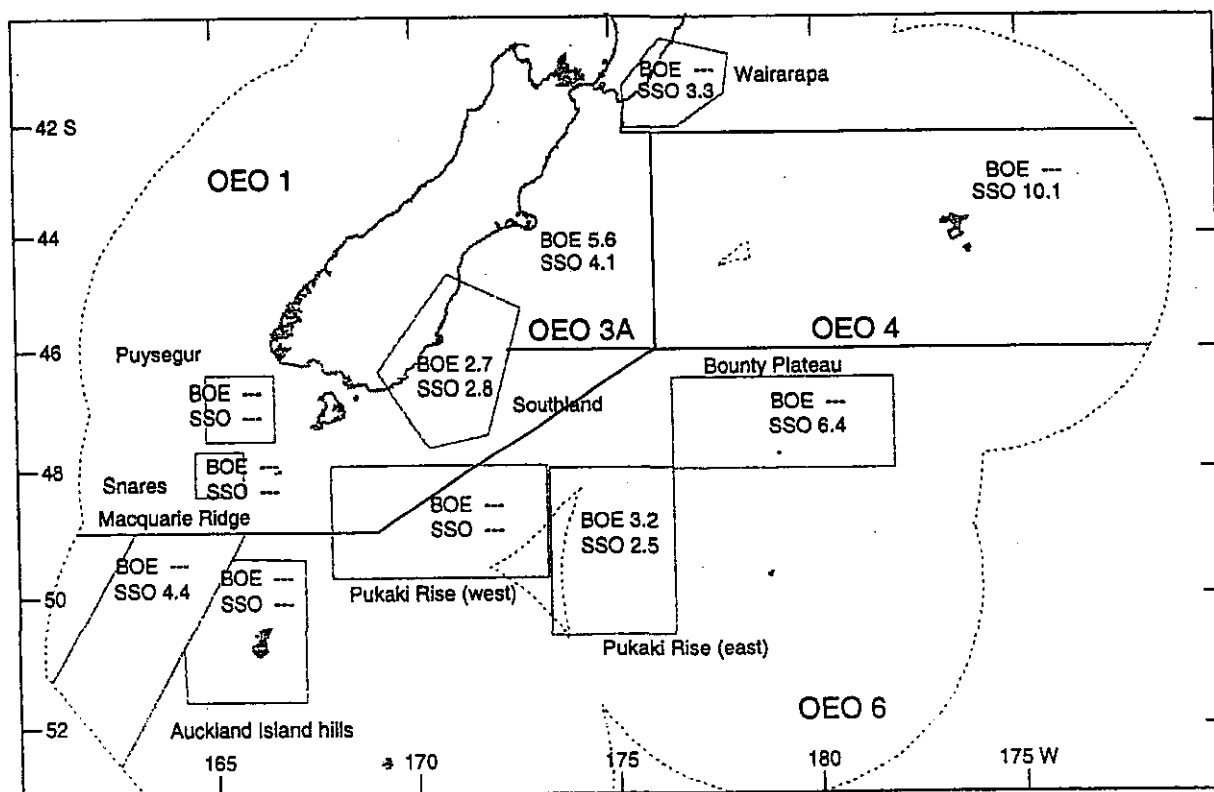 BOE ---
SSO 3.3
Wairarapa
42 S
OEO 1
BOE ---
SSO 10.1
44
BOE 5.6
SSO 4.1
OEO 3A
OEO 4
46
Puysegur
BOE 2.7
SSO 2.8
Bounty Plateau
BOE ---
SSO ---
Southland
BOE ---
SSO 6.4
48
BOE ---
SSO ---
Snares
Macquarie Ridge
BOE ---
SSO ---
BOE 3.2
SSO 2.5
BOE ---
SSO 4.4
BOE ---
SSO ---
50
Pukaki Rise (west)
Pukaki Rise (east)
OEO 6
52
Auckland Island hills
165
170
175
180
175 W